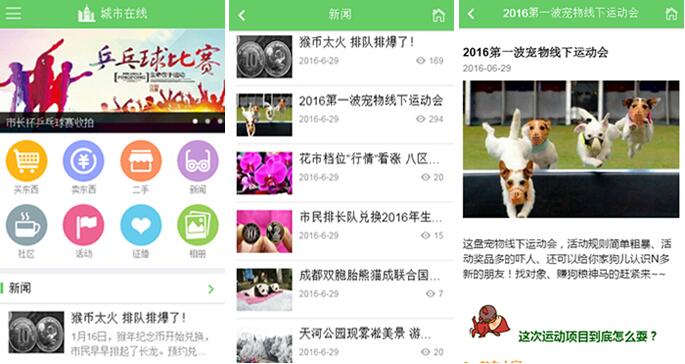 城市在线
乒乓球比赛
PINGPONG
市长杯乒乓球赛收拍
买东西
卖东西
二手
新闻
社区
活动
证婚
相册
新闻
猴币太火 排队排爆了！
1月16日，猴年纪念币开始兑换，
市民早早排起了长龙。预约兑...
新闻
猴币太火 排队排爆了！
2016-6-29
169
2016第一波宠物线下运动会
2016-6-29
294
花市档位“行情”看涨 八区...
2016-6-29
20
市民排长队兑换2016年生...
2016-6-29
15
成都双胞胎熊猫成联合国...
2016-6-29
7
天河公园现雾凇美景 游...
2016-6-29
20
2016第一波宠物线下运动会
2016第一波宠物线下运动会
2016-06-29
这盘宠物线下运动会，活动规则简单粗暴、活
动奖品多的吓人、还可以给你家狗儿认识N多
新的朋友！找对象、赚狗粮神马的赶紧来~~
这次运动项目到底怎么耍？